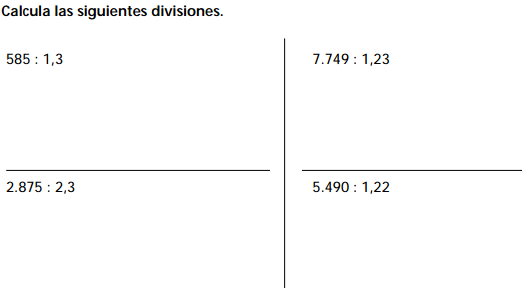 Calcula las siguientes divisiones.
585 : 1,3
7.749 : 1,23
2.875 : 2,3
5.490 : 1,22